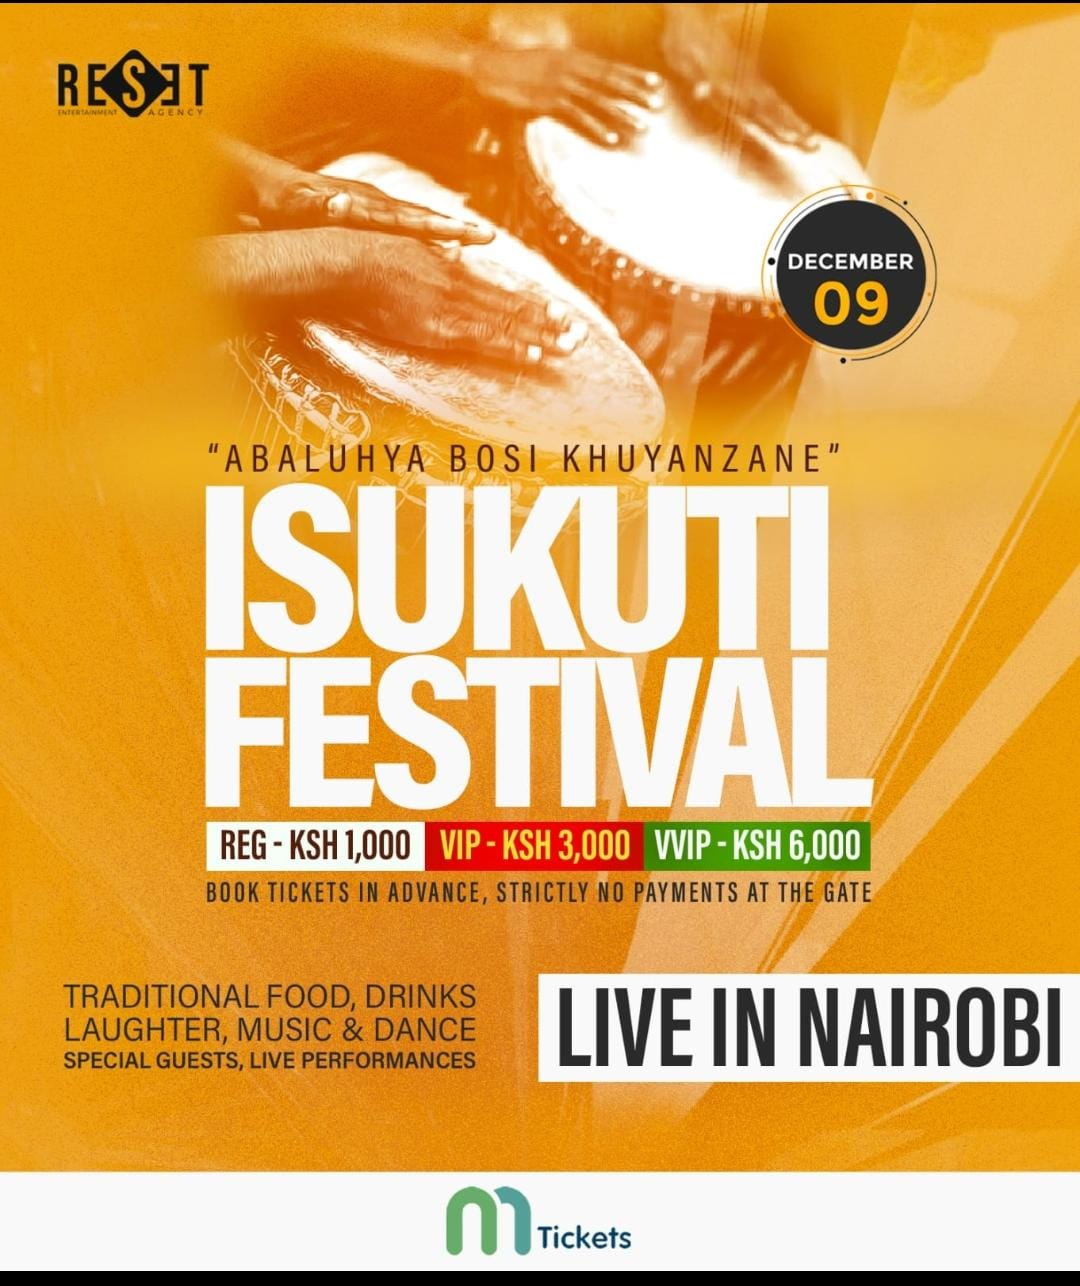 RESET
ENTERTAINMENT AGENCY
DECEMBER
09
"ABALUHYA BOSI KHUYANZANE"
ISUKUTI
FESTIVAL
REG - KSH 1,000 VIP - KSH 3,000 VVIP - KSH 6,000
BOOK TICKETS IN ADVANCE, STRICTLY NO PAYMENTS AT THE GATE
TRADITIONAL FOOD, DRINKS
LAUGHTER, MUSIC & DANCE
SPECIAL GUESTS, LIVE PERFORMANCES
LIVE IN NAIROBI
m Tickets